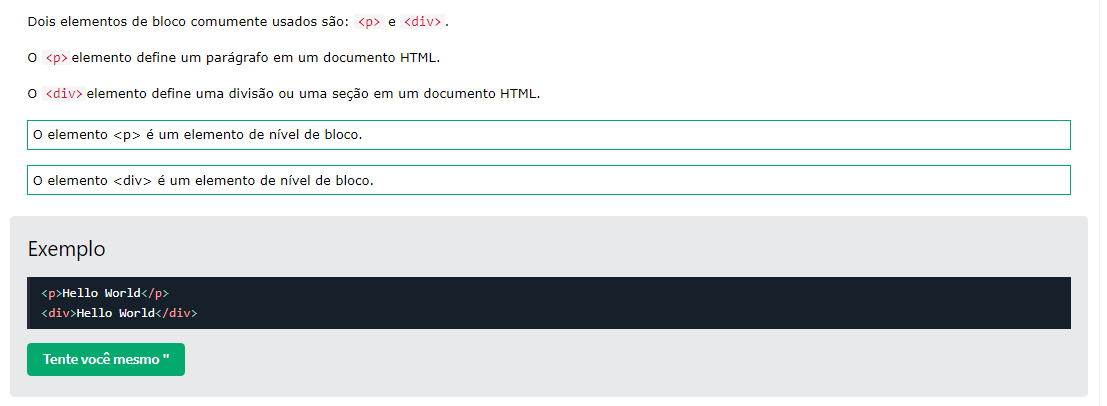 Dois elementos de bloco comumente usados são: <p> e <div>.
O <p> elemento define um parágrafo em um documento HTML.
O <div> elemento define uma divisão ou uma seção em um documento HTML.
O elemento <p> é um elemento de nível de bloco.
O elemento <div> é um elemento de nível de bloco.
Exemplo
<p>Hello World</p>
<div>Hello World</div>
Tente você mesmo "